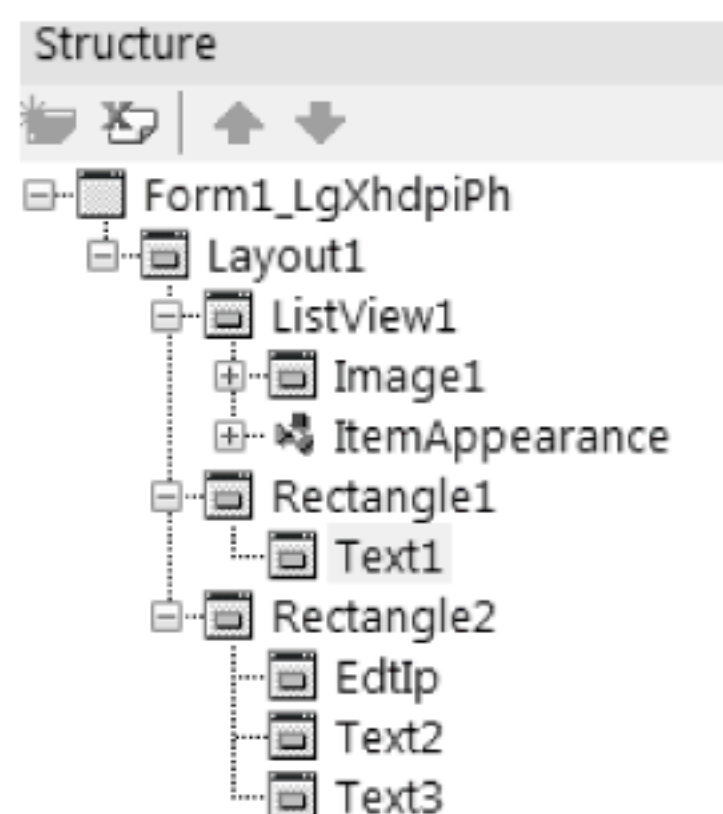 Structure
Form1_LgXhdpiPh
Layout1
ListView1
Image1
ItemAppearance
Rectangle1
Text1
Rectangle2
EdtIp
Text2
Text3